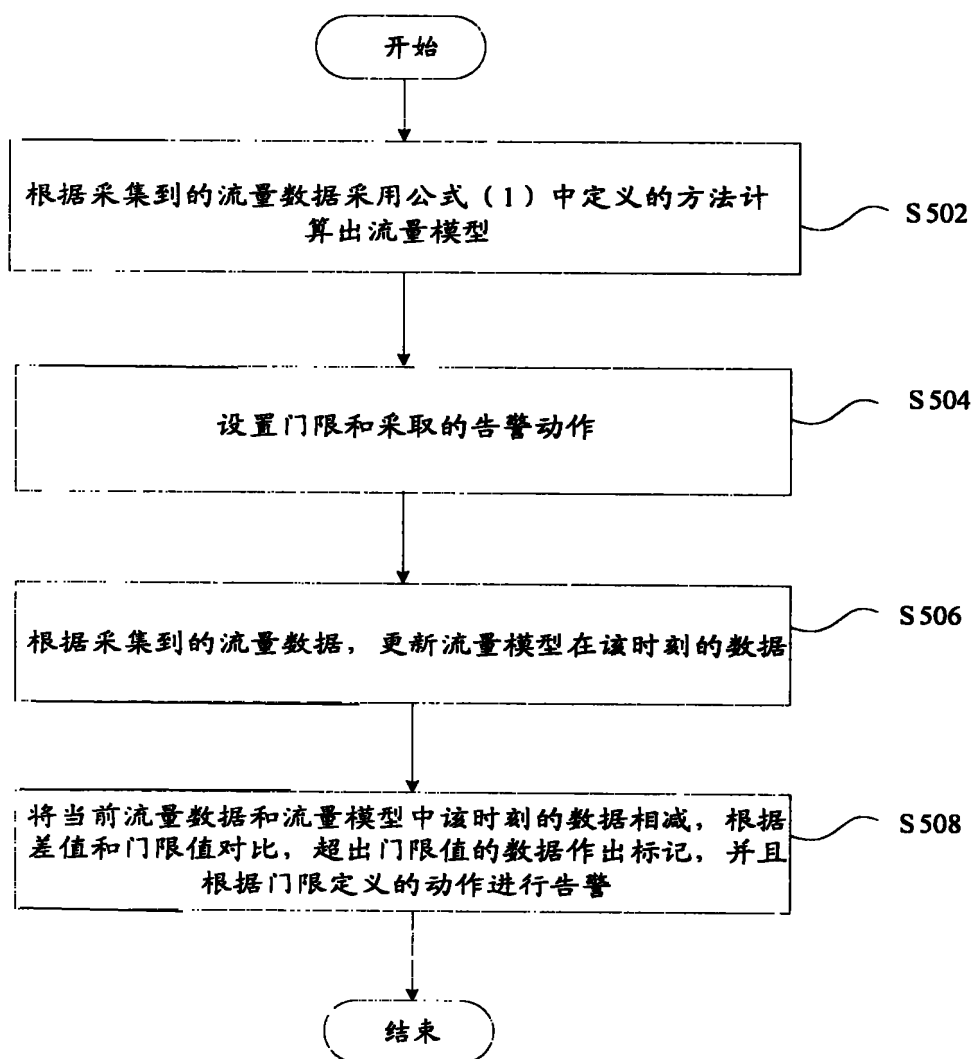 开始
根据采集到的流量数据采用公式（1）中定义的方法计
算出流量模型
S502
设置门限和采取的告警动作
S504
根据采集到的流量数据，更新流量模型在该时刻的数据
S506
将当前流量数据和流量模型中该时刻的数据相减，根据
差值和门限值对比，超出门限值的数据作出标记，并且
根据门限定义的动作进行告警
S508
结束